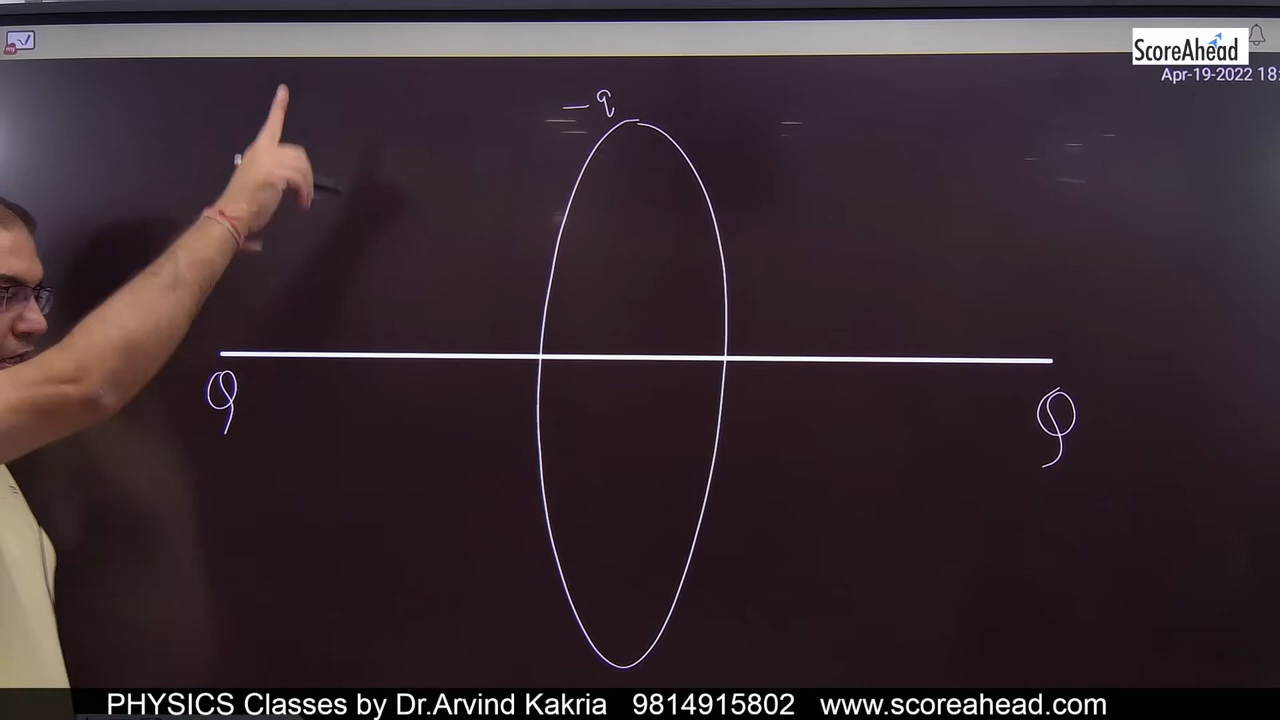 ScoreAhead
Apr-19-2022 18:
– q
Q
Q
PHYSICS Classes by Dr.Arvind Kakria 9814915802 www.scoreahead.com